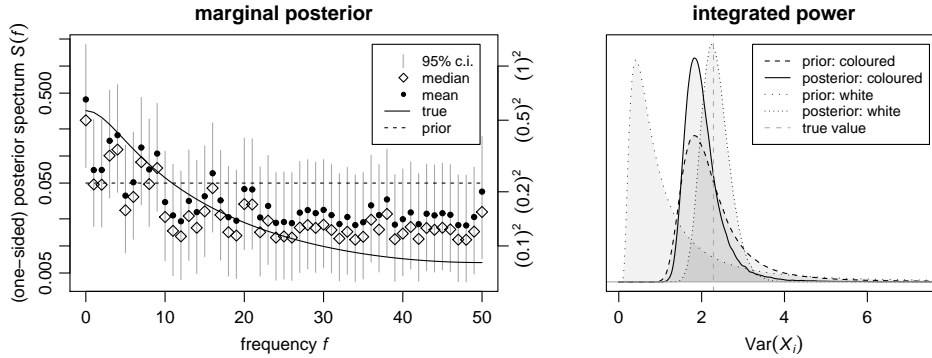 marginal posterior
(one-sided) posterior spectrum S(f)
0.005 0.050 0.500
95% c.i.
median
mean
true
prior
(0.1)² (0.2)² (0.5)² (1)²
0 10 20 30 40 50
frequency f
integrated power
prior: coloured
posterior: coloured
prior: white
posterior: white
true value
0 2 4 6
Var(Xᵢ)